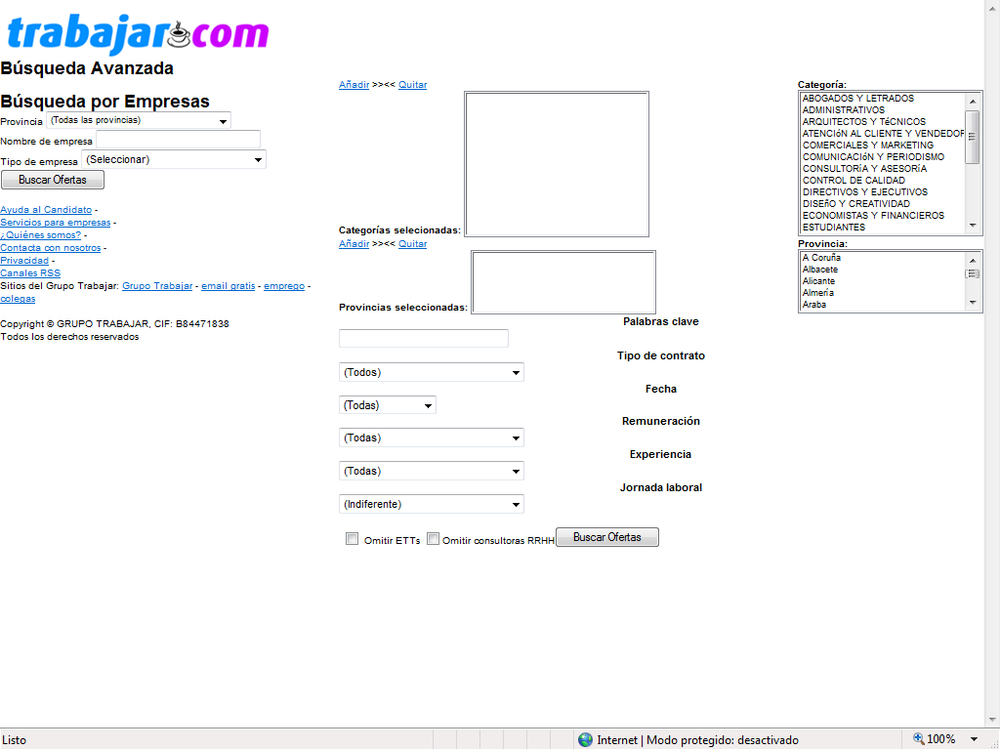 trabajar.com
Búsqueda Avanzada
Búsqueda por Empresas
Provincia (Todas las provincias)
Nombre de empresa
Tipo de empresa (Seleccionar)
Buscar Ofertas
Ayuda al Candidato -
Servicios para empresas -
¿Quiénes somos? -
Contacta con nosotros -
Privacidad -
Canales RSS
Sitios del Grupo Trabajar: Grupo Trabajar - email gratis - emprego -
colegas
Copyright © GRUPO TRABAJAR, CIF: B84471838
Todos los derechos reservados
Añadir >><< Quitar
Categorías selecionadas:
Añadir >><< Quitar
Provincias seleccionadas:
Palabras clave
Tipo de contrato
(Todos)
Fecha
(Todas)
Remuneración
(Todas)
Experiencia
(Todas)
Jornada laboral
(Indiferente)
Omitir ETTs Omitir consultoras RRHH Buscar Ofertas
Categoría:
ABOGADOS Y LETRADOS
ADMINISTRATIVOS
ARQUITECTOS Y TéCNICOS
ATENCIóN AL CLIENTE Y VENDEDOR
COMERCIALES Y MARKETING
COMUNICACIóN Y PERIODISMO
CONSULTORíA Y ASESORíA
CONTROL DE CALIDAD
DIRECTIVOS Y EJECUTIVOS
DISEñO Y CREATIVIDAD
ECONOMISTAS Y FINANCIEROS
ESTUDIANTES
Provincia:
A Coruña
Albacete
Alicante
Almería
Araba
Listo
Internet | Modo protegido: desactivado
100%